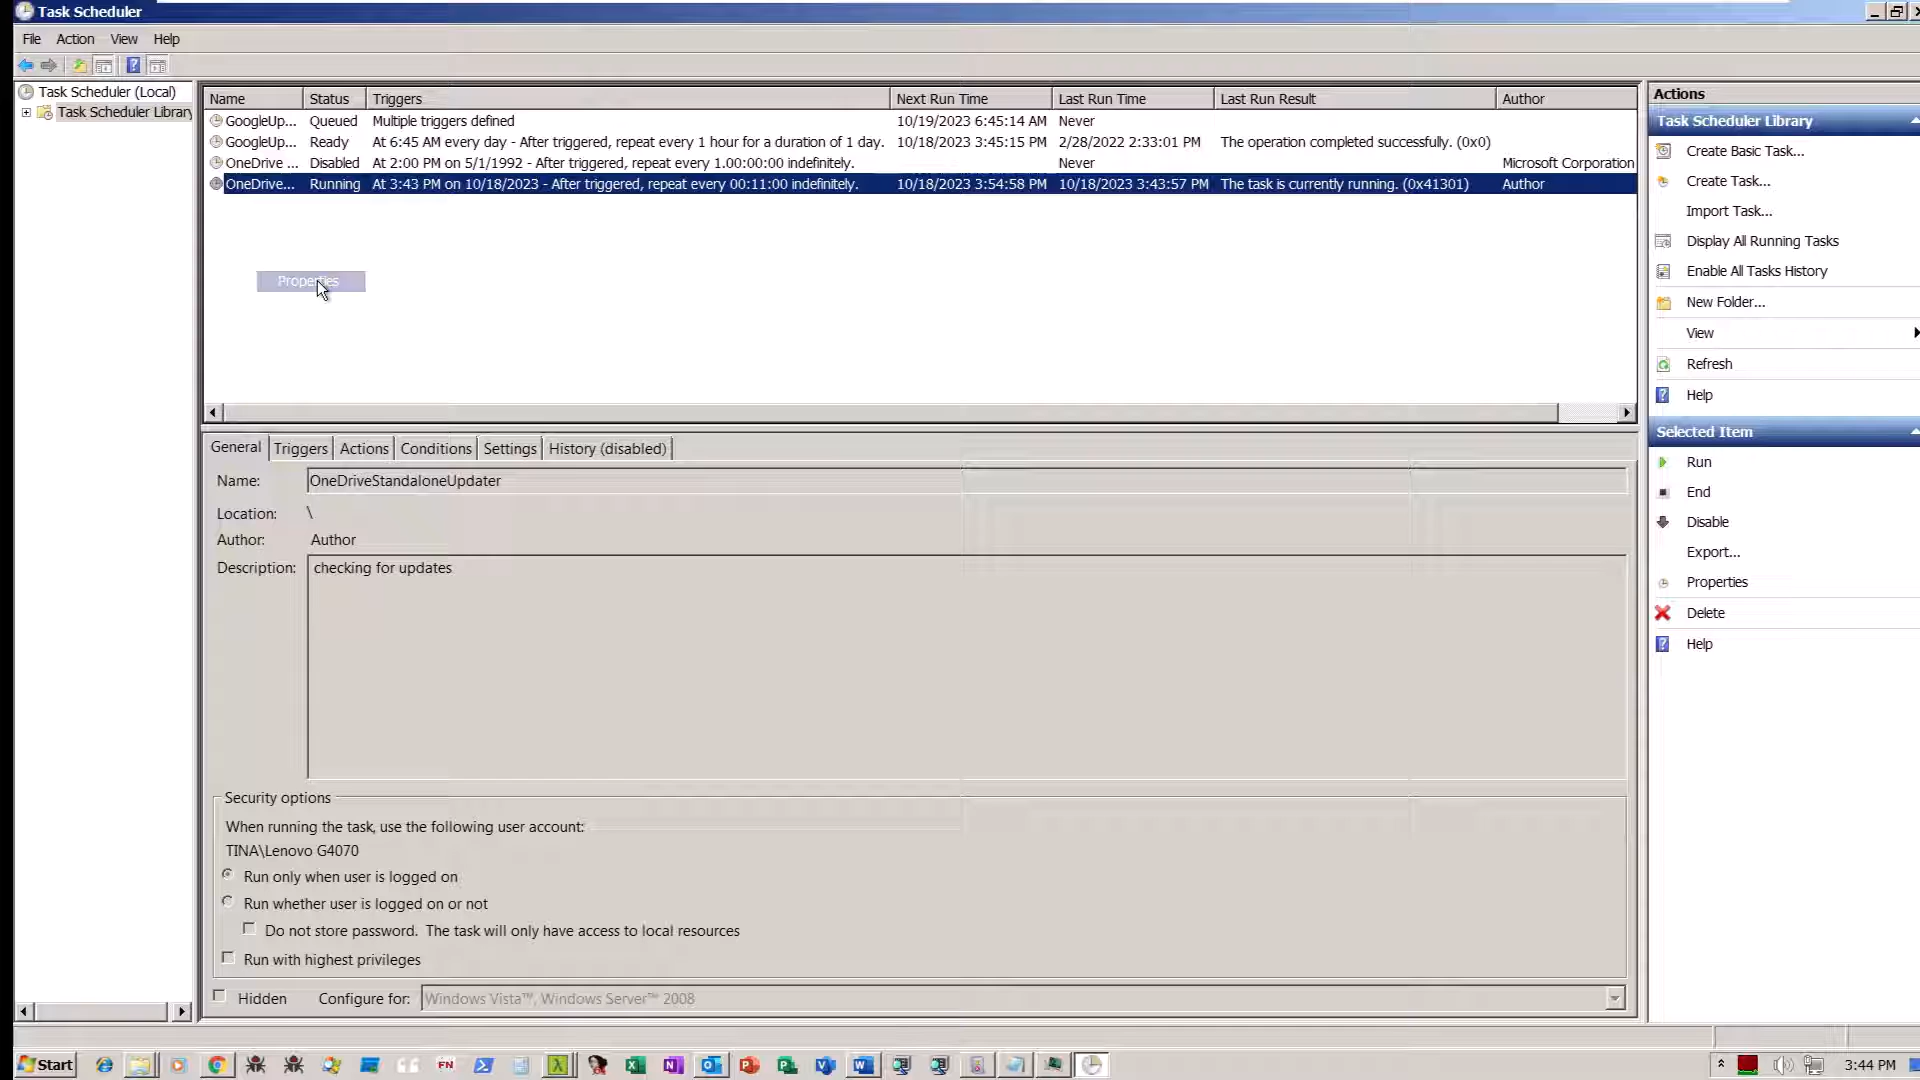 Task Scheduler
File Action View Help
Task Scheduler (Local)
Task Scheduler Library
Name Status Triggers Next Run Time Last Run Time Last Run Result Author
GoogleUp... Queued Multiple triggers defined 10/19/2023 6:45:14 AM Never
GoogleUp... Ready At 6:45 AM every day - After triggered, repeat every 1 hour for a duration of 1 day. 10/18/2023 3:45:15 PM 2/28/2022 2:33:01 PM The operation completed successfully. (0x0)
OneDrive ... Disabled At 2:00 PM on 5/1/1992 - After triggered, repeat every 1.00:00:00 indefinitely. Never Microsoft Corporation
OneDrive... Running At 3:43 PM on 10/18/2023 - After triggered, repeat every 00:11:00 indefinitely. 10/18/2023 3:54:58 PM 10/18/2023 3:43:57 PM The task is currently running. (0x41301) Author
Properties
General Triggers Actions Conditions Settings History (disabled)
Name: OneDriveStandaloneUpdater
Location: \
Author: Author
Description: checking for updates
Security options
When running the task, use the following user account:
TINA\Lenovo G4070
Run only when user is logged on
Run whether user is logged on or not
Do not store password. The task will only have access to local resources
Run with highest privileges
Hidden Configure for: Windows Vista™, Windows Server™ 2008
Actions
Task Scheduler Library
Create Basic Task...
Create Task...
Import Task...
Display All Running Tasks
Enable All Tasks History
New Folder...
View
Refresh
Help
Selected Item
Run
End
Disable
Export...
Properties
Delete
Help
Start FN 3:44 PM